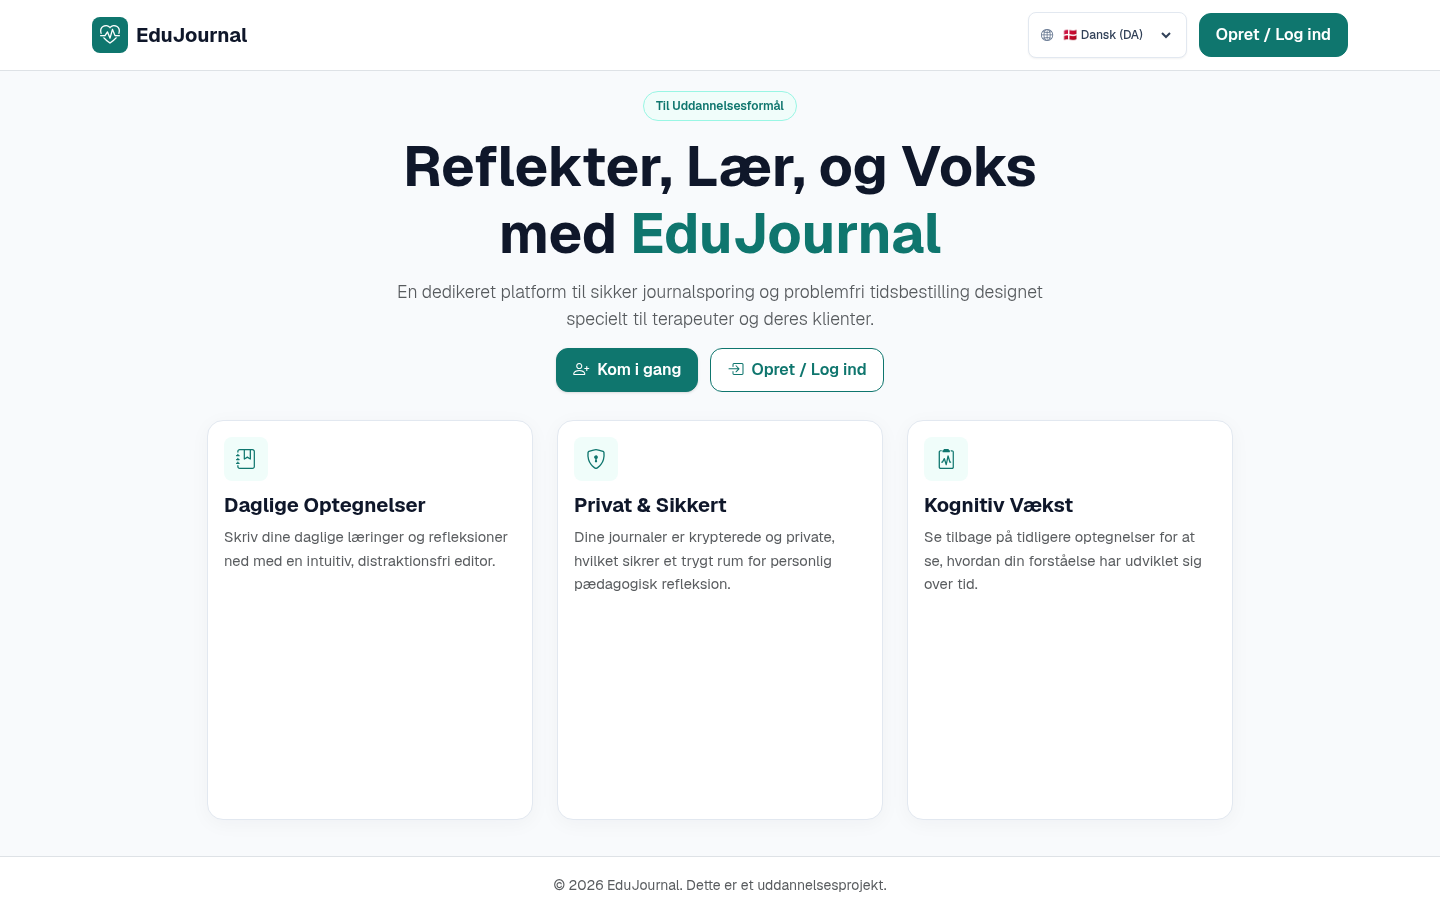 EduJournal
🇩🇰 Dansk (DA)
Opret / Log ind
Til Uddannelsesformål
Reflekter, Lær, og Voks
med EduJournal
En dedikeret platform til sikker journalsporing og problemfri tidsbestilling designet
specielt til terapeuter og deres klienter.
Kom i gang
Opret / Log ind
Daglige Optegnelser
Skriv dine daglige læringer og refleksioner
ned med en intuitiv, distraktionsfri editor.
Privat & Sikkert
Dine journaler er krypterede og private,
hvilket sikrer et trygt rum for personlig
pædagogisk refleksion.
Kognitiv Vækst
Se tilbage på tidligere optegnelser for at
se, hvordan din forståelse har udviklet sig
over tid.
© 2026 EduJournal. Dette er et uddannelsesprojekt.